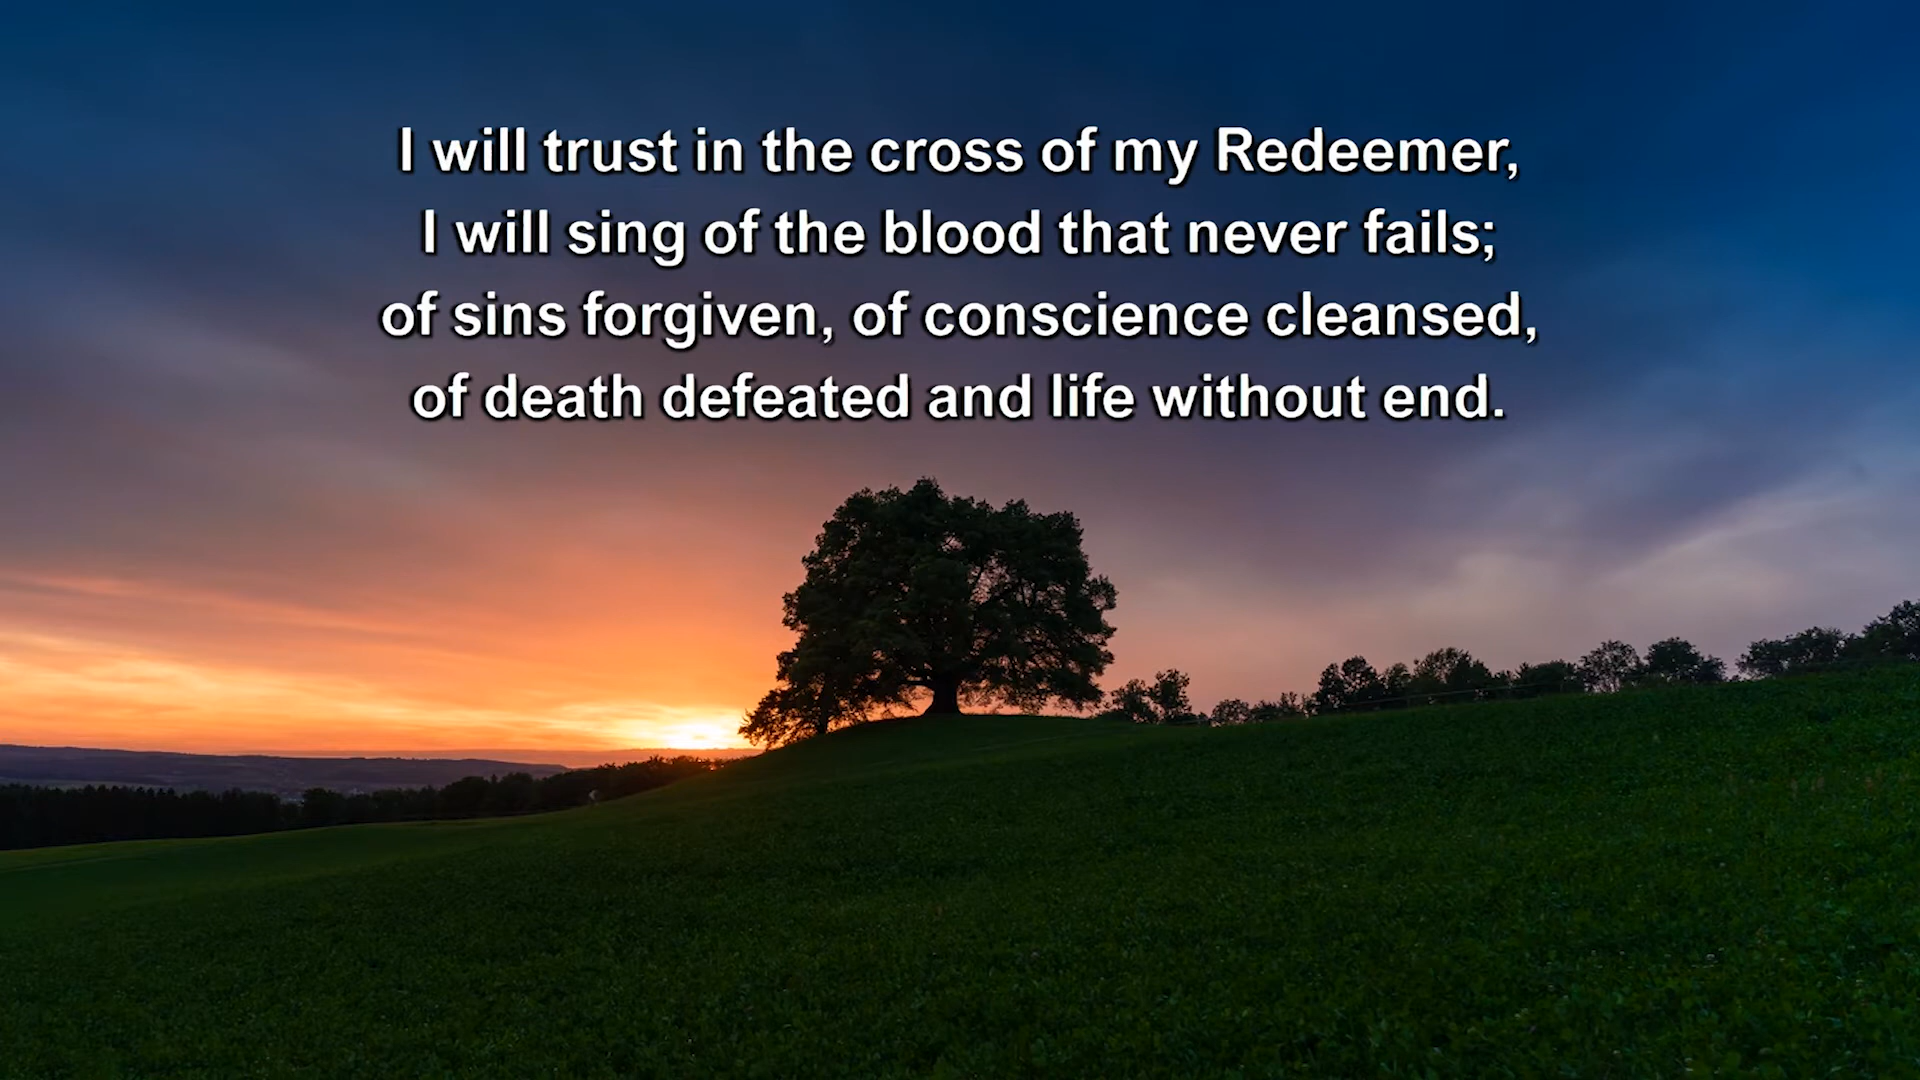 I will trust in the cross of my Redeemer,
I will sing of the blood that never fails;
of sins forgiven, of conscience cleansed,
of death defeated and life without end.